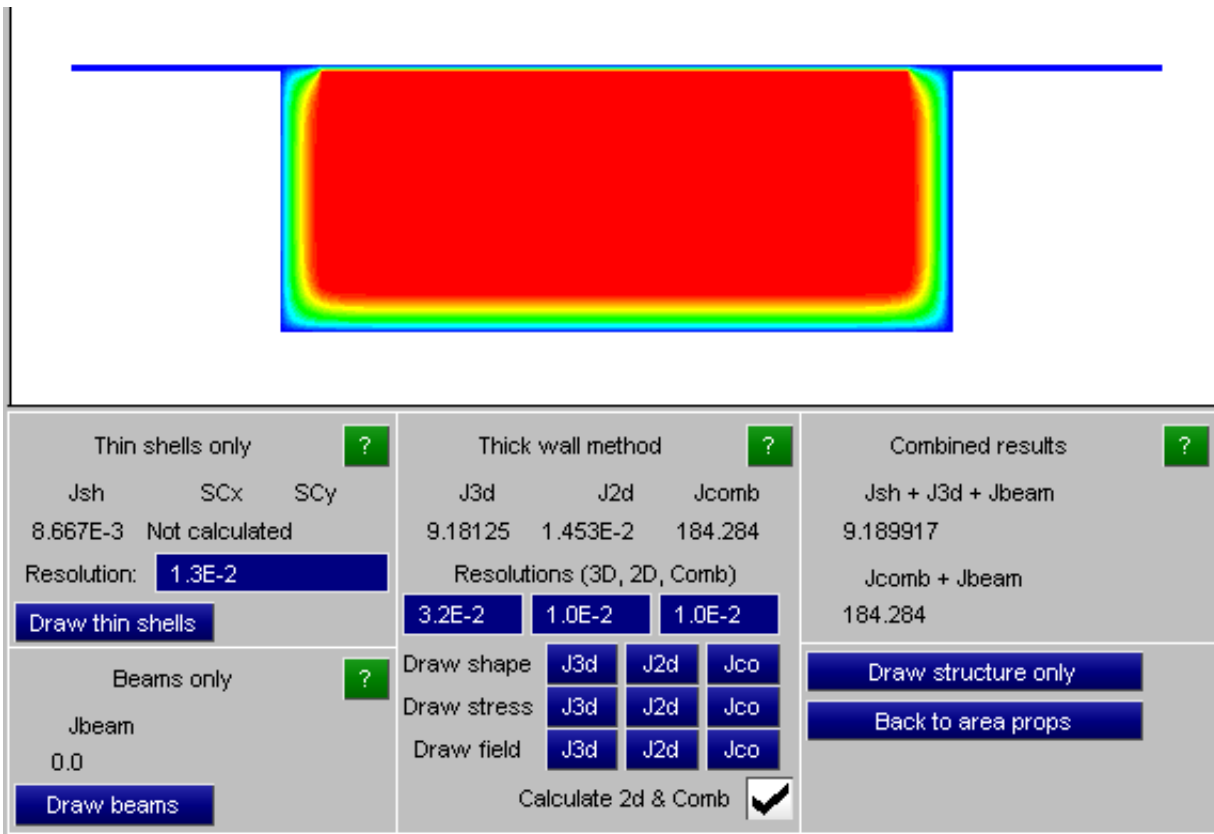 Thin shells only ?
Jsh SCx SCy
8.667E-3 Not calculated
Resolution: 1.3E-2
Draw thin shells
Beams only ?
Jbeam
0.0
Draw beams
Thick wall method ?
J3d J2d Jcomb
9.18125 1.453E-2 184.284
Resolutions (3D, 2D, Comb)
3.2E-2 1.0E-2 1.0E-2
Draw shape J3d J2d Jco
Draw stress J3d J2d Jco
Draw field J3d J2d Jco
Calculate 2d & Comb
Combined results ?
Jsh + J3d + Jbeam
9.189917
Jcomb + Jbeam
184.284
Draw structure only
Back to area props